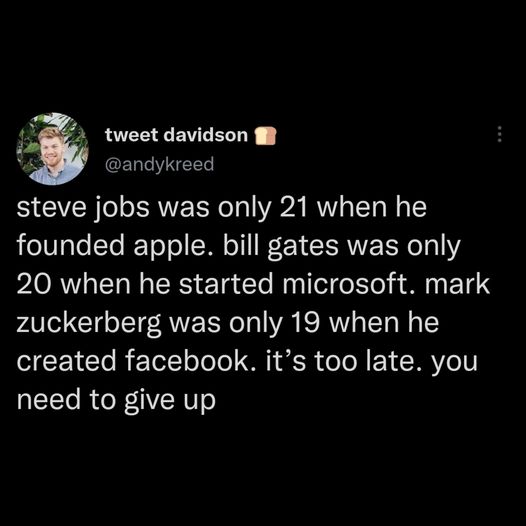 tweet davidson 🍞
@andykreed
steve jobs was only 21 when he
founded apple. bill gates was only
20 when he started microsoft. mark
zuckerberg was only 19 when he
created facebook. it’s too late. you
need to give up